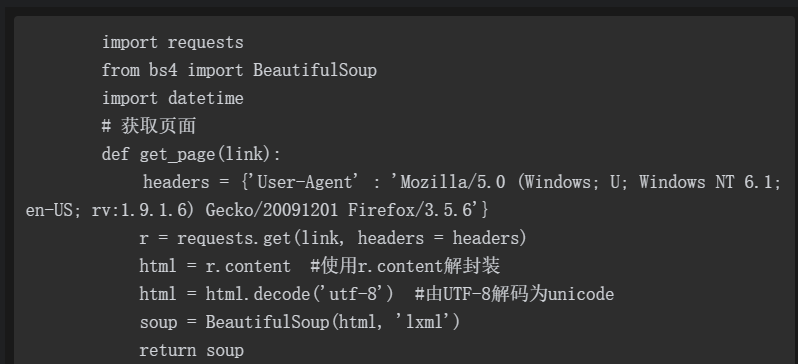 import requests
from bs4 import BeautifulSoup
import datetime
# 获取页面
def get_page(link):
headers = {'User-Agent' : 'Mozilla/5.0 (Windows; U; Windows NT 6.1;
en-US; rv:1.9.1.6) Gecko/20091201 Firefox/3.5.6'}
r = requests.get(link, headers = headers)
html = r.content  #使用r.content解封装
html = html.decode('utf-8')  #由UTF-8解码为unicode
soup = BeautifulSoup(html, 'lxml')
return soup